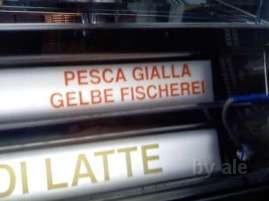 PESCA GIALLA
GELBE FISCHEREI
DI LATTE
by ale